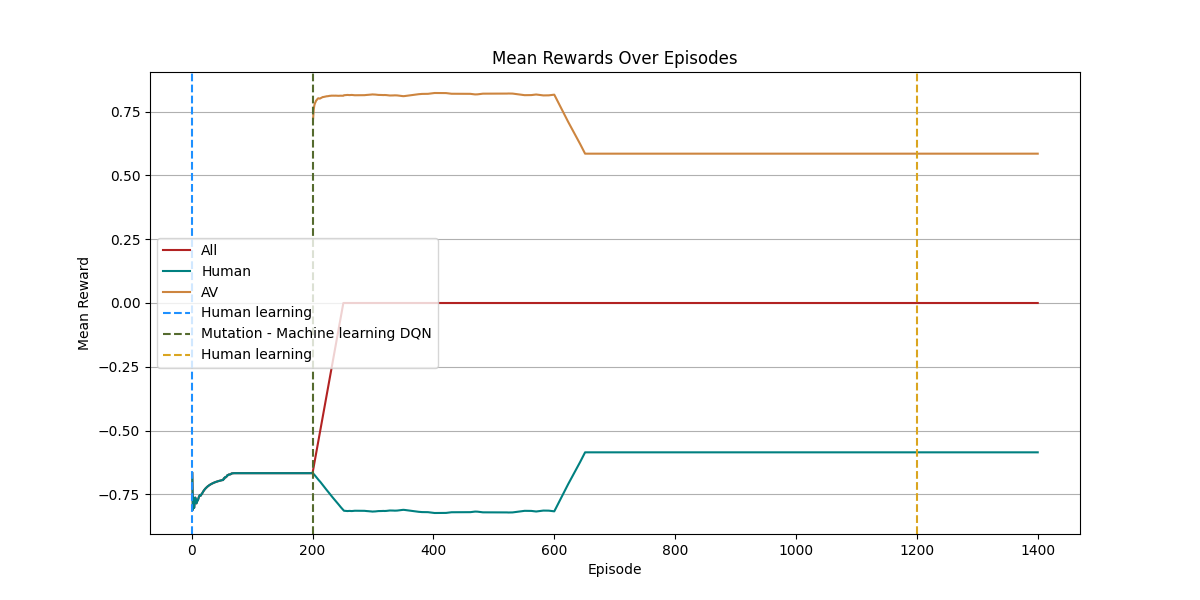 Mean Rewards Over Episodes
Mean Reward
0.75
0.50
0.25
0.00
−0.25
−0.50
−0.75
All
Human
AV
Human learning
Mutation - Machine learning DQN
Human learning
0 200 400 600 800 1000 1200 1400
Episode